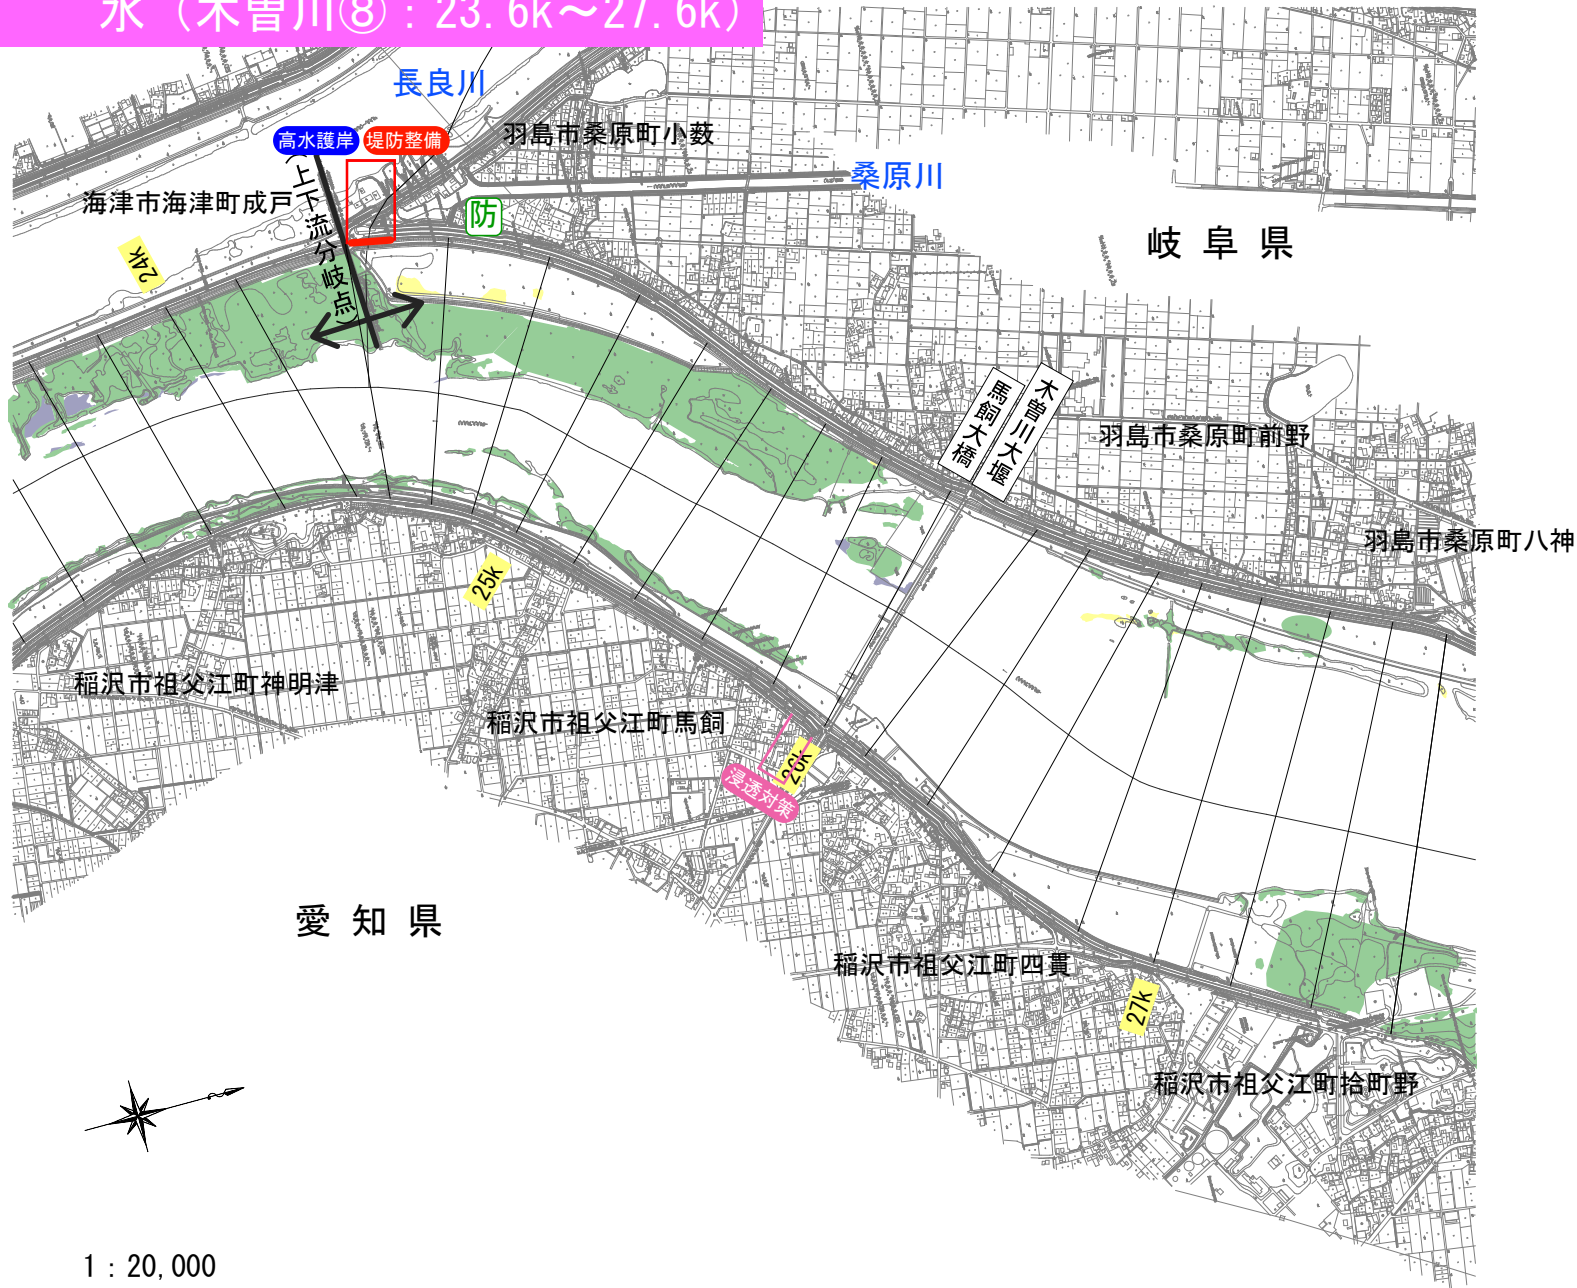 水（木曽川⑧：23.6k～27.6k）
長良川
高水護岸
堤防整備
羽島市桑原町小薮
桑原川
海津市海津町成戸
(上下流分岐点)
防
岐阜県
24k
木曽川大堰
馬飼大橋
羽島市桑原町前野
羽島市桑原町八神
25k
稲沢市祖父江町神明津
稲沢市祖父江町馬飼
26k
浸透対策
愛知県
稲沢市祖父江町四貫
27k
稲沢市祖父江町拾町野
1：20,000